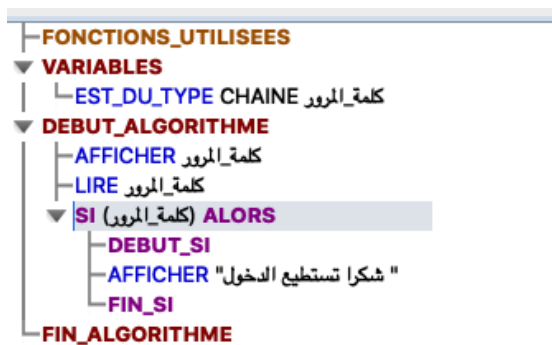 FONCTIONS_UTILISEES
VARIABLES
كلمة_المرور EST_DU_TYPE CHAINE
DEBUT_ALGORITHME
AFFICHER كلمة_المرور
LIRE كلمة_المرور
SI (كلمة_المرور) ALORS
DEBUT_SI
AFFICHER "شكرا تستطيع الدخول "
FIN_SI
FIN_ALGORITHME